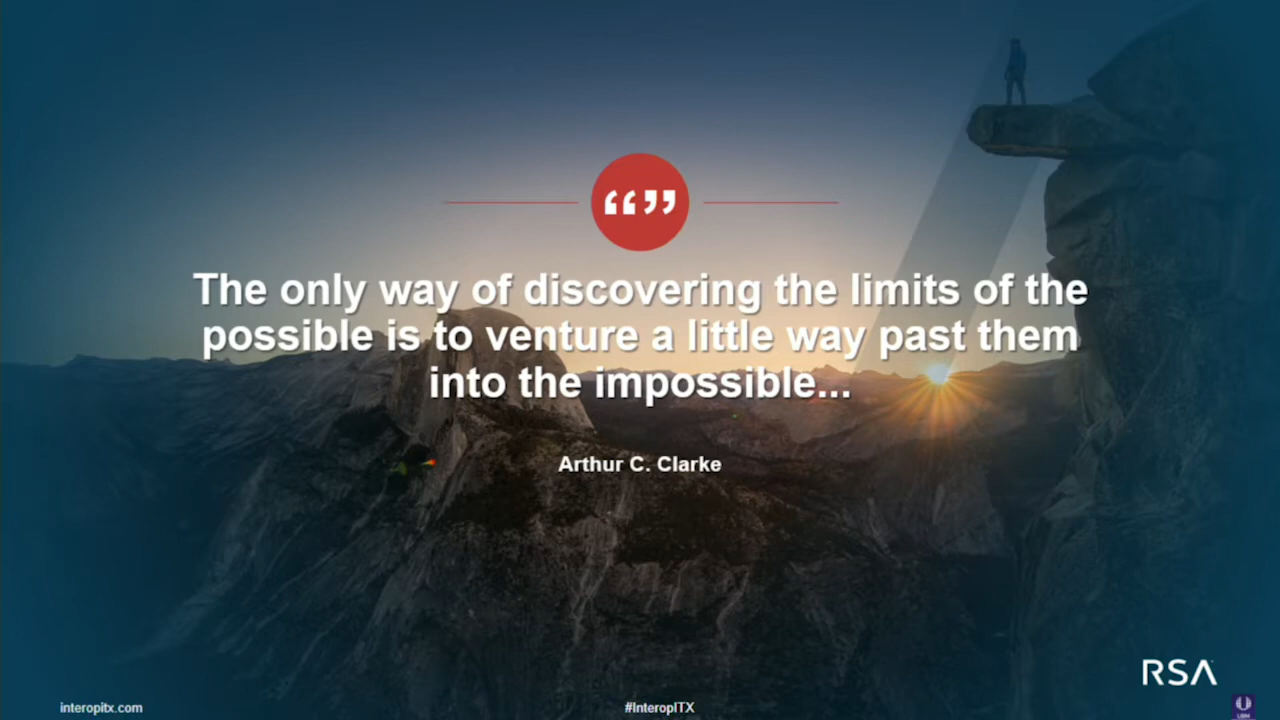 “”
The only way of discovering the limits of the
possible is to venture a little way past them
into the impossible...
Arthur C. Clarke
RSA
interopitx.com
#InteropITX
UBM